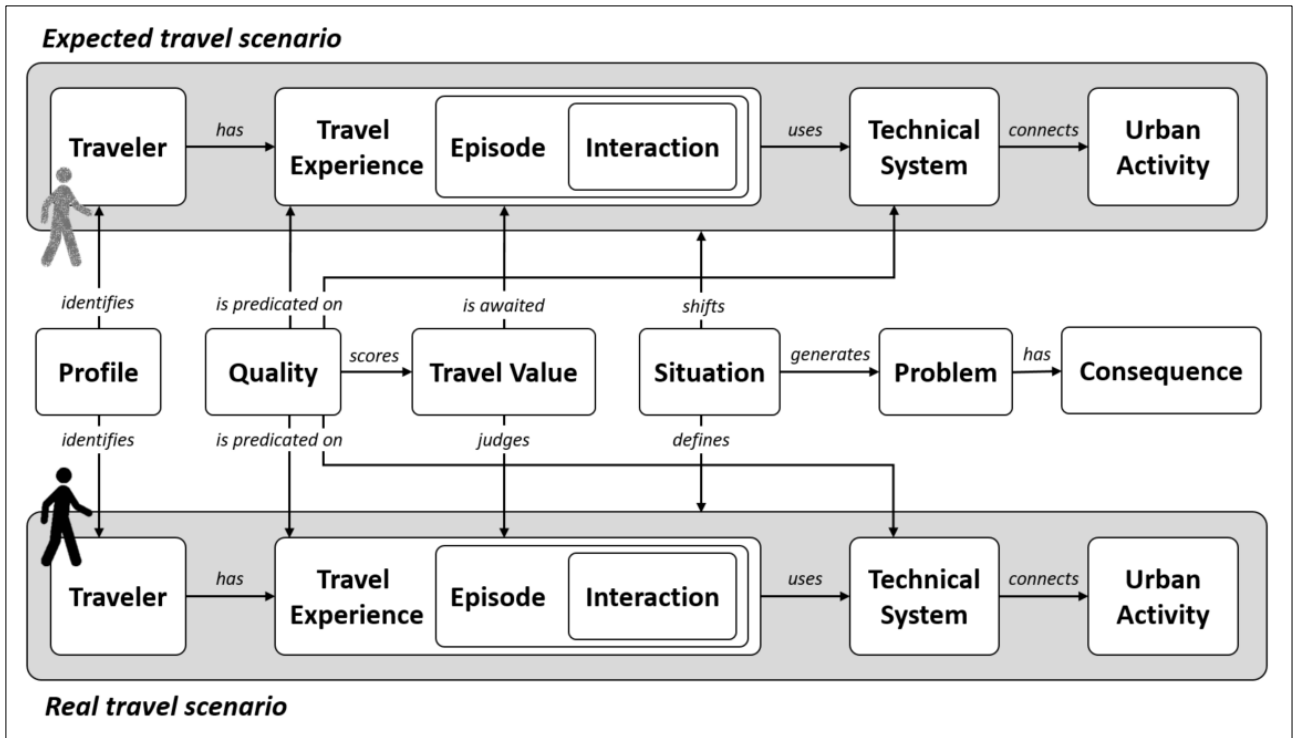 Expected travel scenario
Traveler
has
Travel
Experience
Episode
Interaction
uses
Technical
System
connects
Urban
Activity
identifies
is predicated on
is awaited
shifts
Profile
Quality
scores
Travel Value
Situation
generates
Problem
has
Consequence
identifies
is predicated on
judges
defines
Traveler
has
Travel
Experience
Episode
Interaction
uses
Technical
System
connects
Urban
Activity
Real travel scenario